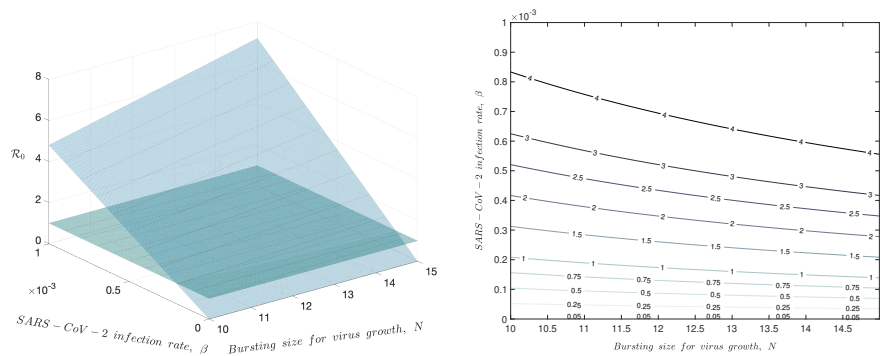 8
6
4
2
0
R₀
1
×10⁻³
0.5
0
10
11
12
13
14
15
SARS − CoV − 2 infection rate, β
Bursting size for virus growth, N
×10⁻³
1
0.9
0.8
0.7
0.6
0.5
0.4
0.3
0.2
0.1
0
SARS − CoV − 2 infection rate, β
4 4 4 4 4 4
3 3 3 3 3
2.5 2.5 2.5 2.5 2.5
2 2 2 2 2
1.5 1.5 1.5 1.5
1 1 1 1 1
0.75 0.75 0.75 0.75
0.5 0.5 0.5 0.5
0.25 0.25 0.25 0.25
0.05 0.05 0.05 0.05 0.05
10 10.5 11 11.5 12 12.5 13 13.5 14 14.5
Bursting size for virus growth, N